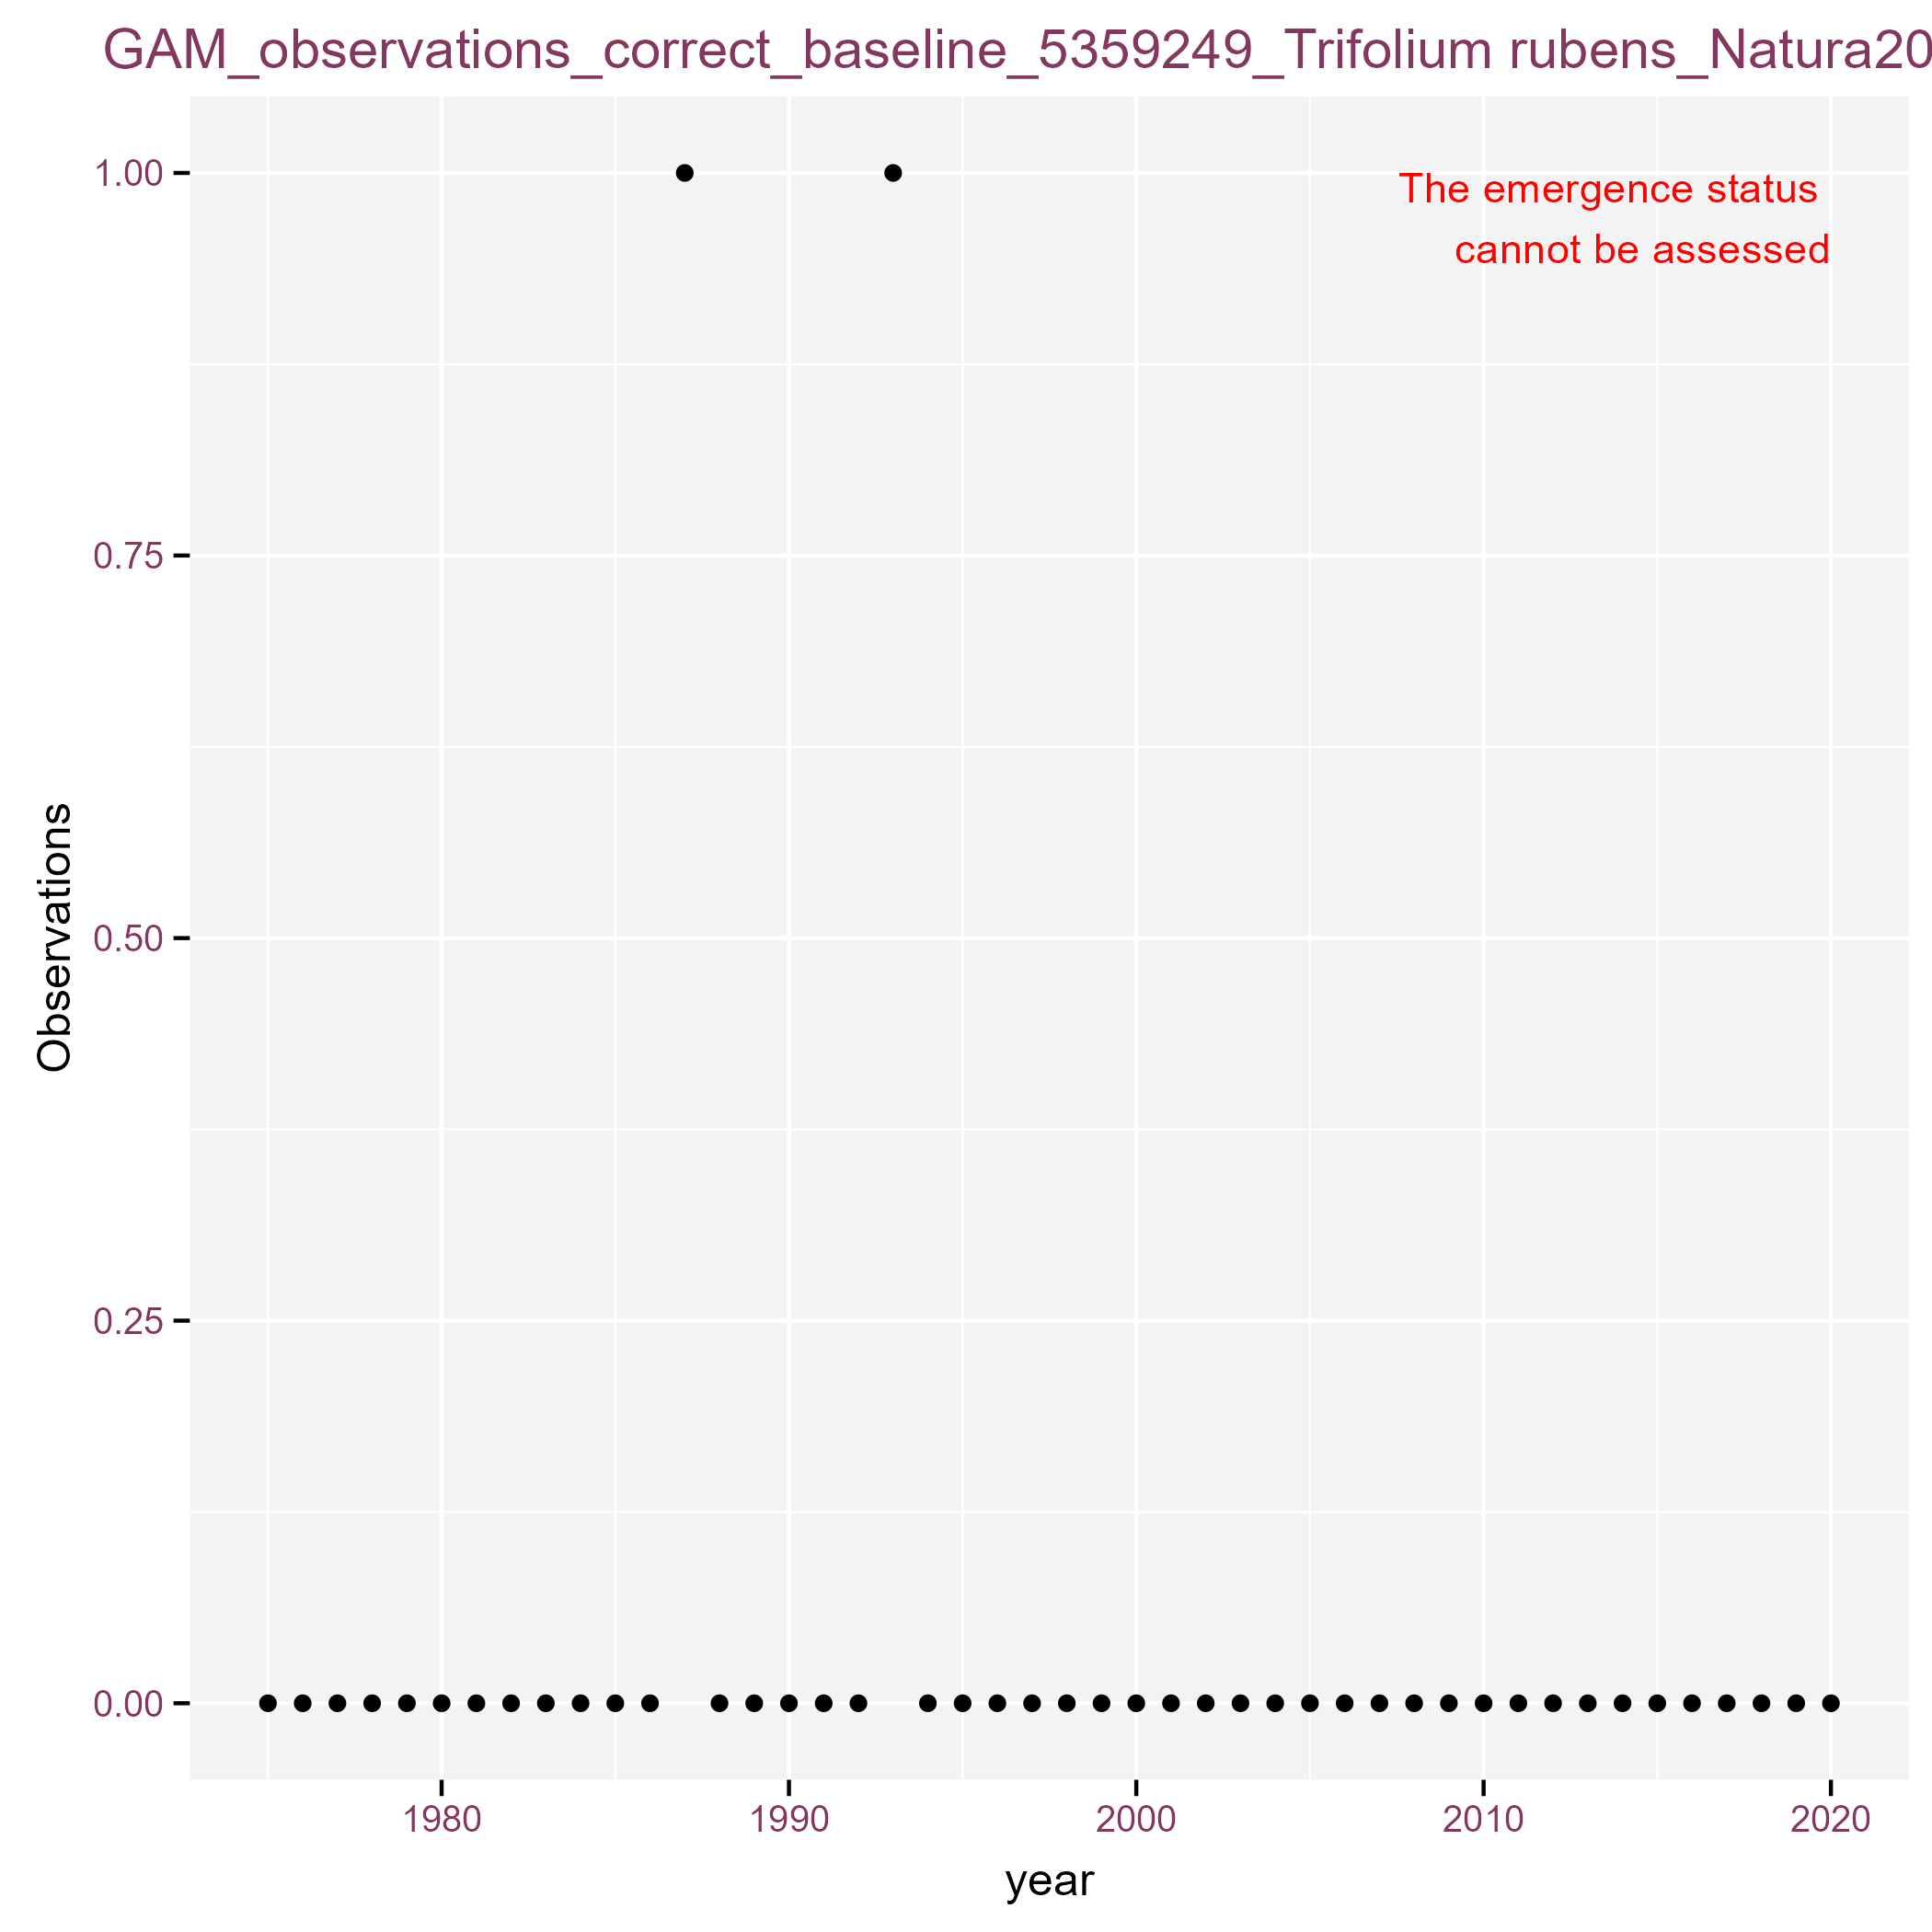 GAM_observations_correct_baseline_5359249_Trifolium rubens_Natura20
1.00
The emergence status
cannot be assessed
0.75
0.50
0.25
0.00
Observations
1980 1990 2000 2010 2020
year